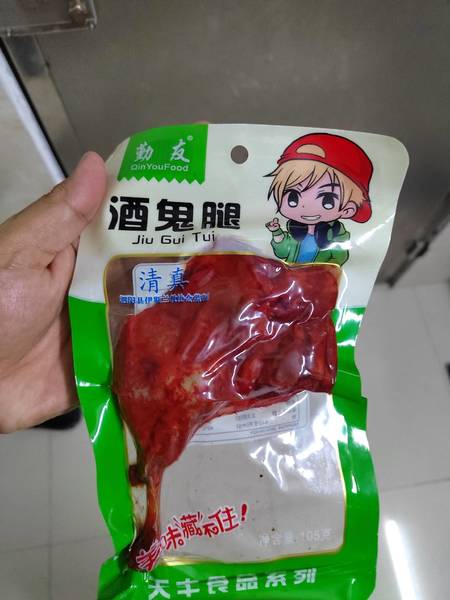 勤友®
QinYouFood
酒鬼腿
Jiu Gui Tui
清真
美味藏不住!
净含量:105克
天牛食品系列